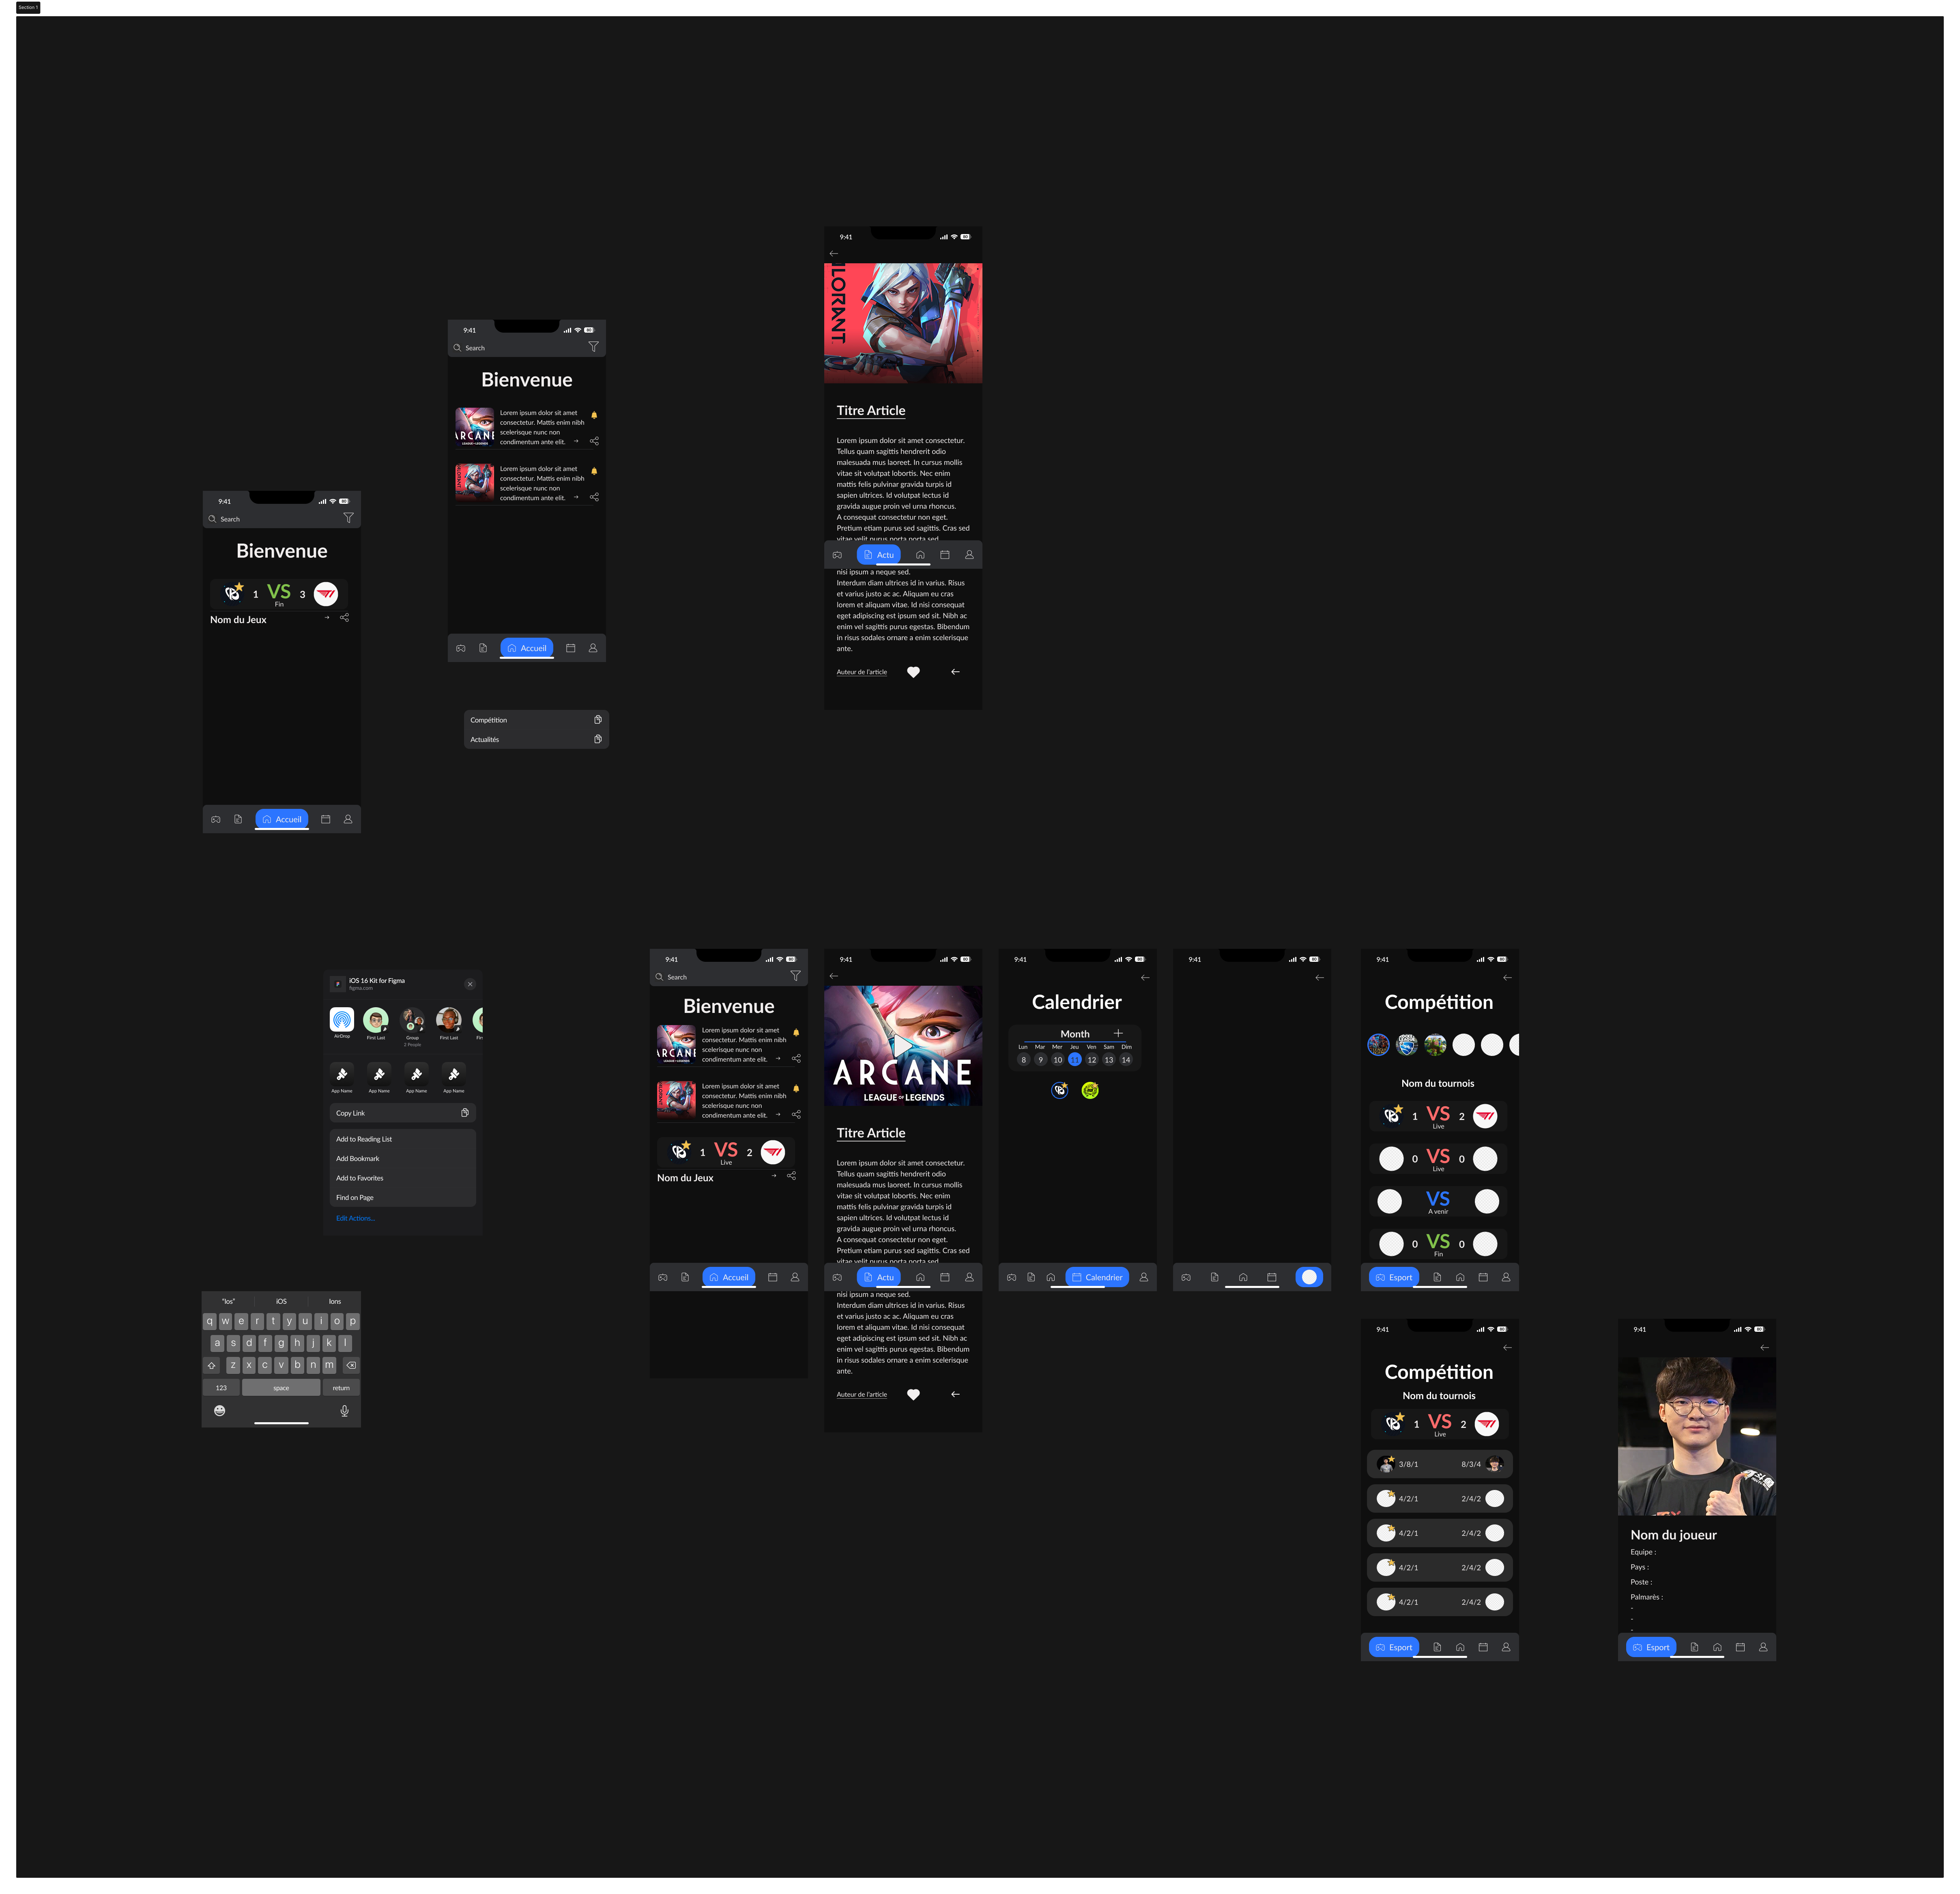 Section 1
9:41
80
VALORANT
Titre Article
Lorem ipsum dolor sit amet consectetur.
Tellus quam sagittis hendrerit odio
malesuada mus laoreet. In cursus mollis
vitae sit volutpat lobortis. Nec enim
mattis felis pulvinar gravida turpis id
sapien ultrices. Id volutpat lectus id
gravida augue proin vel urna rhoncus.
A consequat consectetur non eget.
Pretium etiam purus sed sagittis. Cras sed
vitae velit purus porta porta sed.
Actu
nisi ipsum a neque sed.
Interdum diam ultrices id in varius. Risus
et varius justo ac ac. Aliquam eu cras
lorem et aliquam vitae. Id nisi consequat
eget adipiscing est ipsum sed sit. Nibh ac
enim vel sagittis purus egestas. Bibendum
in risus sodales ornare a enim scelerisque
ante.
Auteur de l'article
9:41
80
Search
Bienvenue
ARCANE
LEAGUE OF LEGENDS
Lorem ipsum dolor sit amet
consectetur. Mattis enim nibh
scelerisque nunc non
condimentum ante elit.
Lorem ipsum dolor sit amet
consectetur. Mattis enim nibh
scelerisque nunc non
condimentum ante elit.
Accueil
Compétition
Actualités
9:41
80
Search
Bienvenue
1 VS 3
Fin
Nom du Jeux
Accueil
iOS 16 Kit for Figma
figma.com
AirDrop
First Last
Group
2 People
First Last
Fir
App Name
App Name
App Name
App Name
Copy Link
Add to Reading List
Add Bookmark
Add to Favorites
Find on Page
Edit Actions...
"Ios" iOS Ions
q w e r t y u i o p
a s d f g h j k l
z x c v b n m
123 space return
9:41
80
Search
Bienvenue
ARCANE
LEAGUE OF LEGENDS
Lorem ipsum dolor sit amet
consectetur. Mattis enim nibh
scelerisque nunc non
condimentum ante elit.
Lorem ipsum dolor sit amet
consectetur. Mattis enim nibh
scelerisque nunc non
condimentum ante elit.
1 VS 2
Live
Nom du Jeux
Accueil
9:41
80
ARCANE
LEAGUE OF LEGENDS
Titre Article
Lorem ipsum dolor sit amet consectetur.
Tellus quam sagittis hendrerit odio
malesuada mus laoreet. In cursus mollis
vitae sit volutpat lobortis. Nec enim
mattis felis pulvinar gravida turpis id
sapien ultrices. Id volutpat lectus id
gravida augue proin vel urna rhoncus.
A consequat consectetur non eget.
Pretium etiam purus sed sagittis. Cras sed
vitae velit purus porta porta sed.
Actu
nisi ipsum a neque sed.
Interdum diam ultrices id in varius. Risus
et varius justo ac ac. Aliquam eu cras
lorem et aliquam vitae. Id nisi consequat
eget adipiscing est ipsum sed sit. Nibh ac
enim vel sagittis purus egestas. Bibendum
in risus sodales ornare a enim scelerisque
ante.
Auteur de l'article
9:41
80
Calendrier
Month
Lun Mar Mer Jeu Ven Sam Dim
8 9 10 11 12 13 14
Calendrier
9:41
80
9:41
80
Compétition
Nom du tournois
1 VS 2
Live
0 VS 0
Live
VS
A venir
0 VS 0
Fin
Esport
9:41
80
Compétition
Nom du tournois
1 VS 2
Live
3/8/1 8/3/4
4/2/1 2/4/2
4/2/1 2/4/2
4/2/1 2/4/2
4/2/1 2/4/2
Esport
9:41
80
Nom du joueur
Equipe :
Pays :
Poste :
Palmarès :
-
-
-
Esport